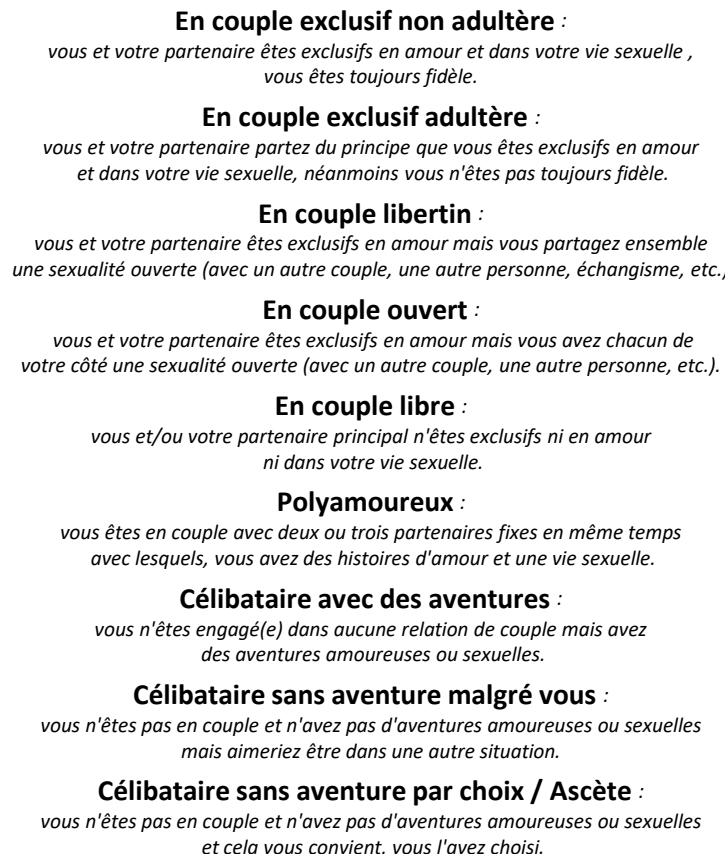 En couple exclusif non adultère :
vous et votre partenaire êtes exclusifs en amour et dans votre vie sexuelle ,
vous êtes toujours fidèle.
En couple exclusif adultère :
vous et votre partenaire partez du principe que vous êtes exclusifs en amour
et dans votre vie sexuelle, néanmoins vous n'êtes pas toujours fidèle.
En couple libertin :
vous et votre partenaire êtes exclusifs en amour mais vous partagez ensemble
une sexualité ouverte (avec un autre couple, une autre personne, échangisme, etc.)
En couple ouvert :
vous et votre partenaire êtes exclusifs en amour mais vous avez chacun de
votre côté une sexualité ouverte (avec un autre couple, une autre personne, etc.).
En couple libre :
vous et/ou votre partenaire principal n'êtes exclusifs ni en amour
ni dans votre vie sexuelle.
Polyamoureux :
vous êtes en couple avec deux ou trois partenaires fixes en même temps
avec lesquels, vous avez des histoires d'amour et une vie sexuelle.
Célibataire avec des aventures :
vous n'êtes engagé(e) dans aucune relation de couple mais avez
des aventures amoureuses ou sexuelles.
Célibataire sans aventure malgré vous :
vous n'êtes pas en couple et n'avez pas d'aventures amoureuses ou sexuelles
mais aimeriez être dans une autre situation.
Célibataire sans aventure par choix / Ascète :
vous n'êtes pas en couple et n'avez pas d'aventures amoureuses ou sexuelles
et cela vous convient, vous l'avez choisi.